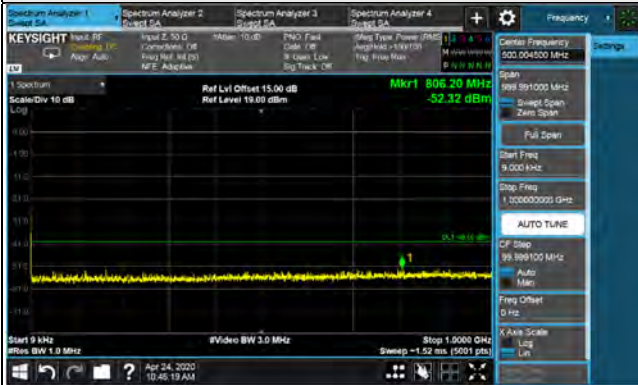 Spectrum Analyzer 1
Swept SA
Spectrum Analyzer 2
Swept SA
Spectrum Analyzer 3
Swept SA
Spectrum Analyzer 4
Swept SA
Frequency
KEYSIGHT
Input: RF
Coupling: DC
Align: Auto
Input Z: 50 Ω
Corrections: Off
Freq Ref: Int (S)
NFE: Adaptive
#Atten: 10 dB
PNO: Fast
Gate: Off
IF Gain: Low
Sig Track: Off
Trig: Free Run
Center Frequency
500.004500 MHz
Settings
Span
999.991000 MHz
Swept Span
Zero Span
Full Span
Start Freq
9.000 kHz
Stop Freq
1.000000000 GHz
AUTO TUNE
CF Step
99.999100 MHz
Auto
Man
Freq Offset
0 Hz
X Axis Scale
Log
Lin
1 Spectrum
Scale/Div 10 dB
Log
Ref Lvl Offset 15.00 dB
Ref Level 19.00 dBm
Mkr1 806.20 MHz
-52.32 dBm
9.00
1
Start 9 kHz
#Res BW 1.0 MHz
#Video BW 3.0 MHz
Stop 1.0000 GHz
Sweep ~1.52 ms (5001 pts)
?
Apr 24, 2020
10:46:19 AM